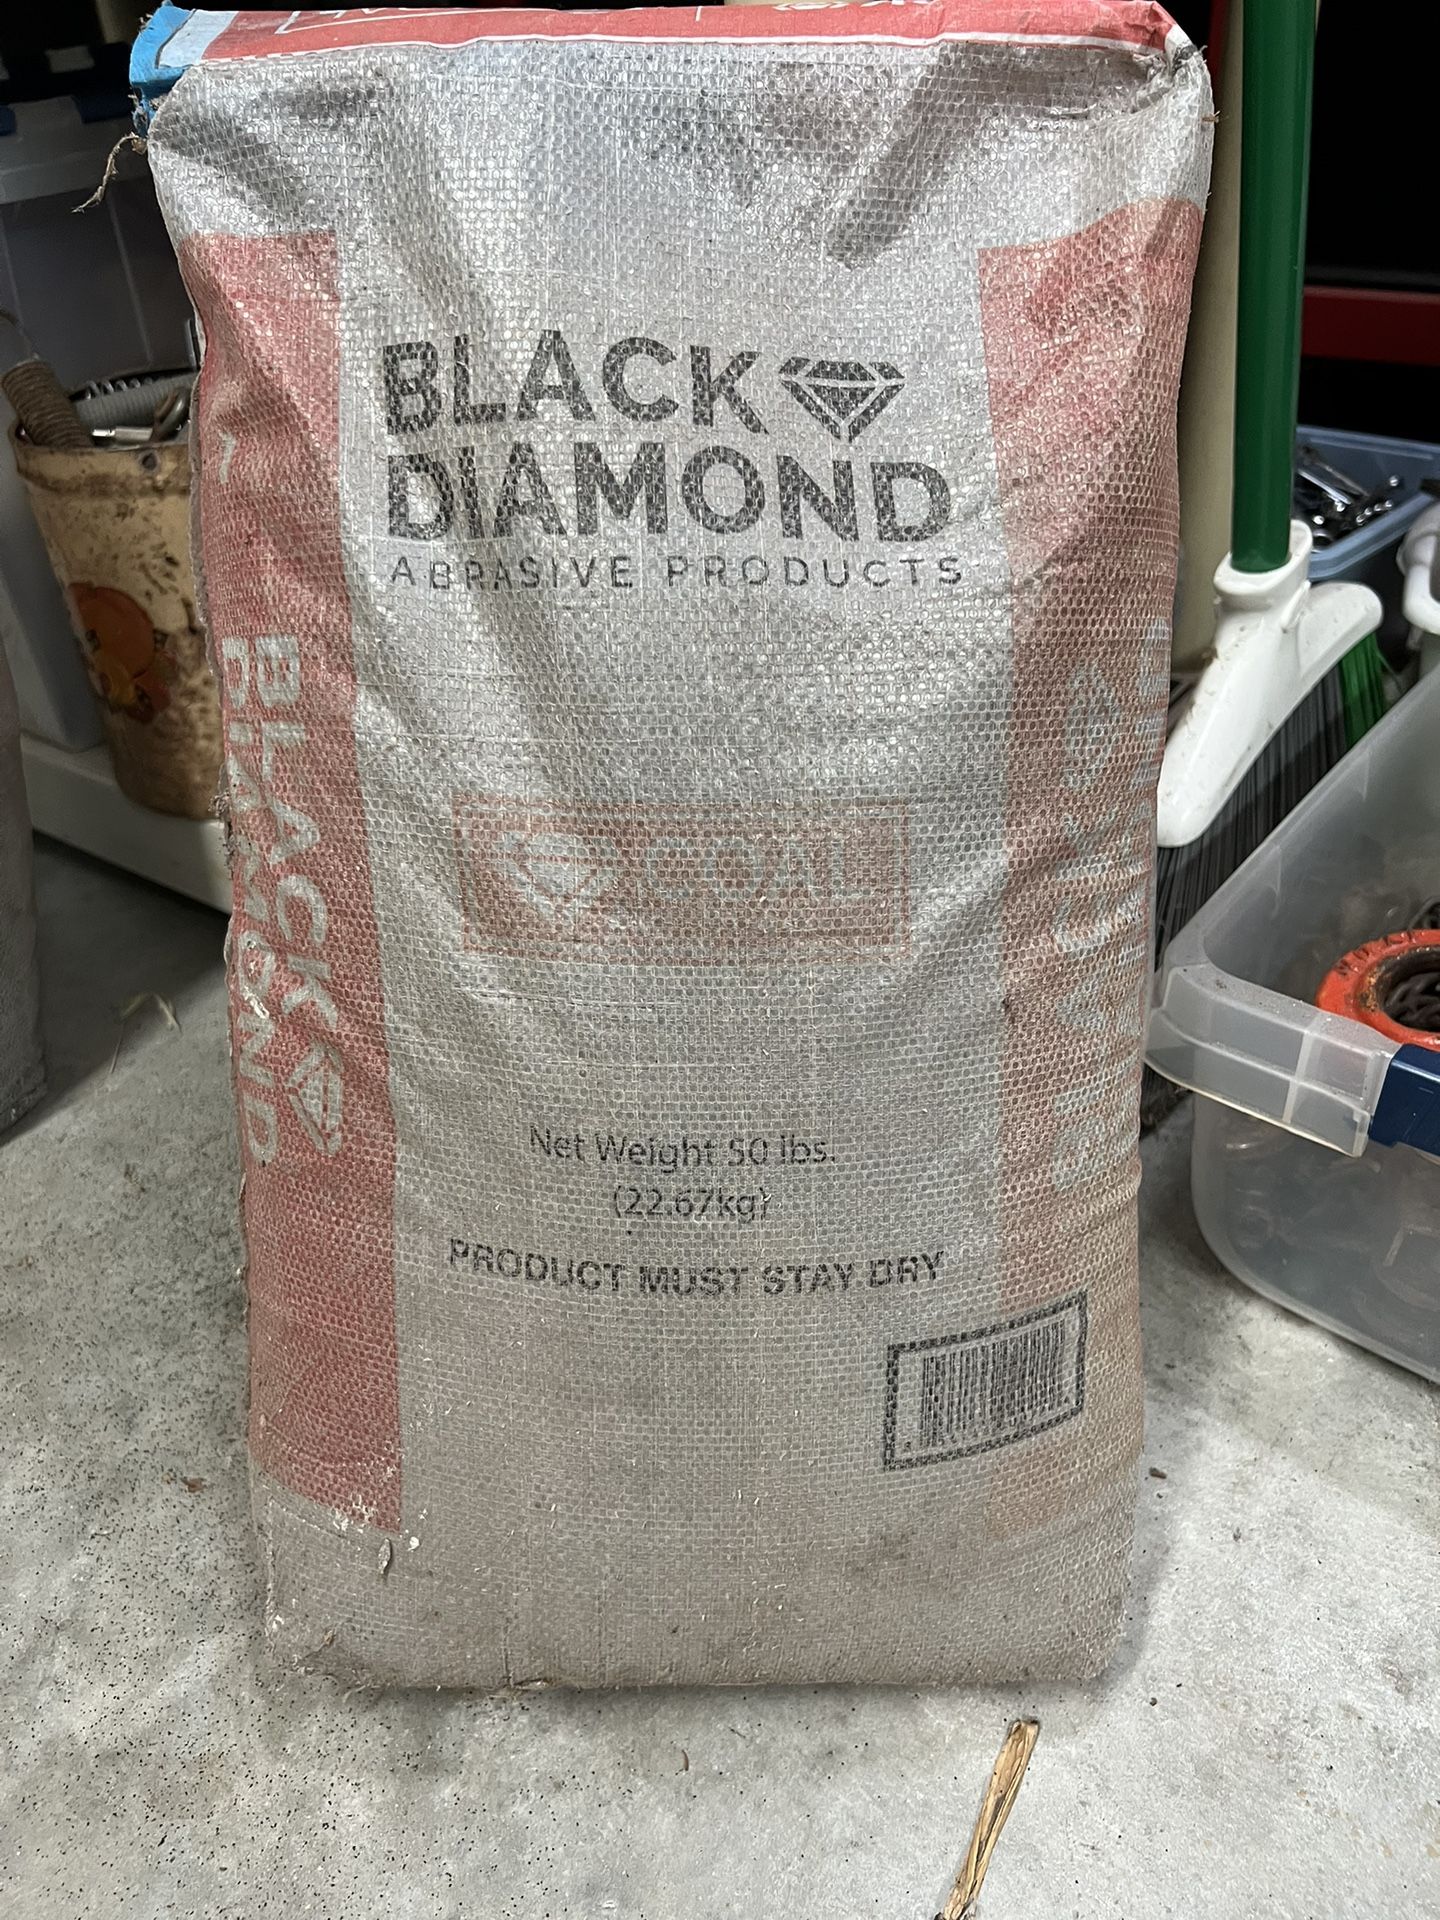 BLACK
DIAMOND
ABRASIVE PRODUCTS
BLACK
DIAMOND
COAL
Net Weight 50 lbs.
(22.67kg)
PRODUCT MUST STAY DRY